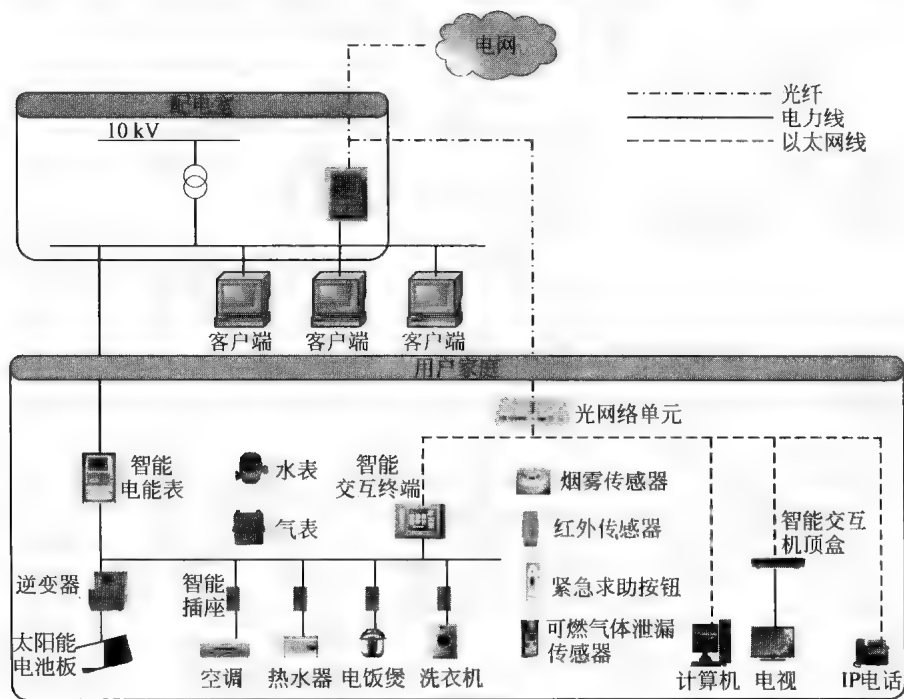 电网
配电室
10 kV
光纤
电力线
以太网线
客户端
客户端
客户端
用户家庭
光网络单元
智能
电能表
水表
气表
智能
交互终端
烟雾传感器
红外传感器
紧急求助按钮
可燃气体泄漏
传感器
智能交互
机顶盒
逆变器
太阳能
电池板
智能
插座
空调
热水器
电饭煲
洗衣机
计算机
电视
IP电话